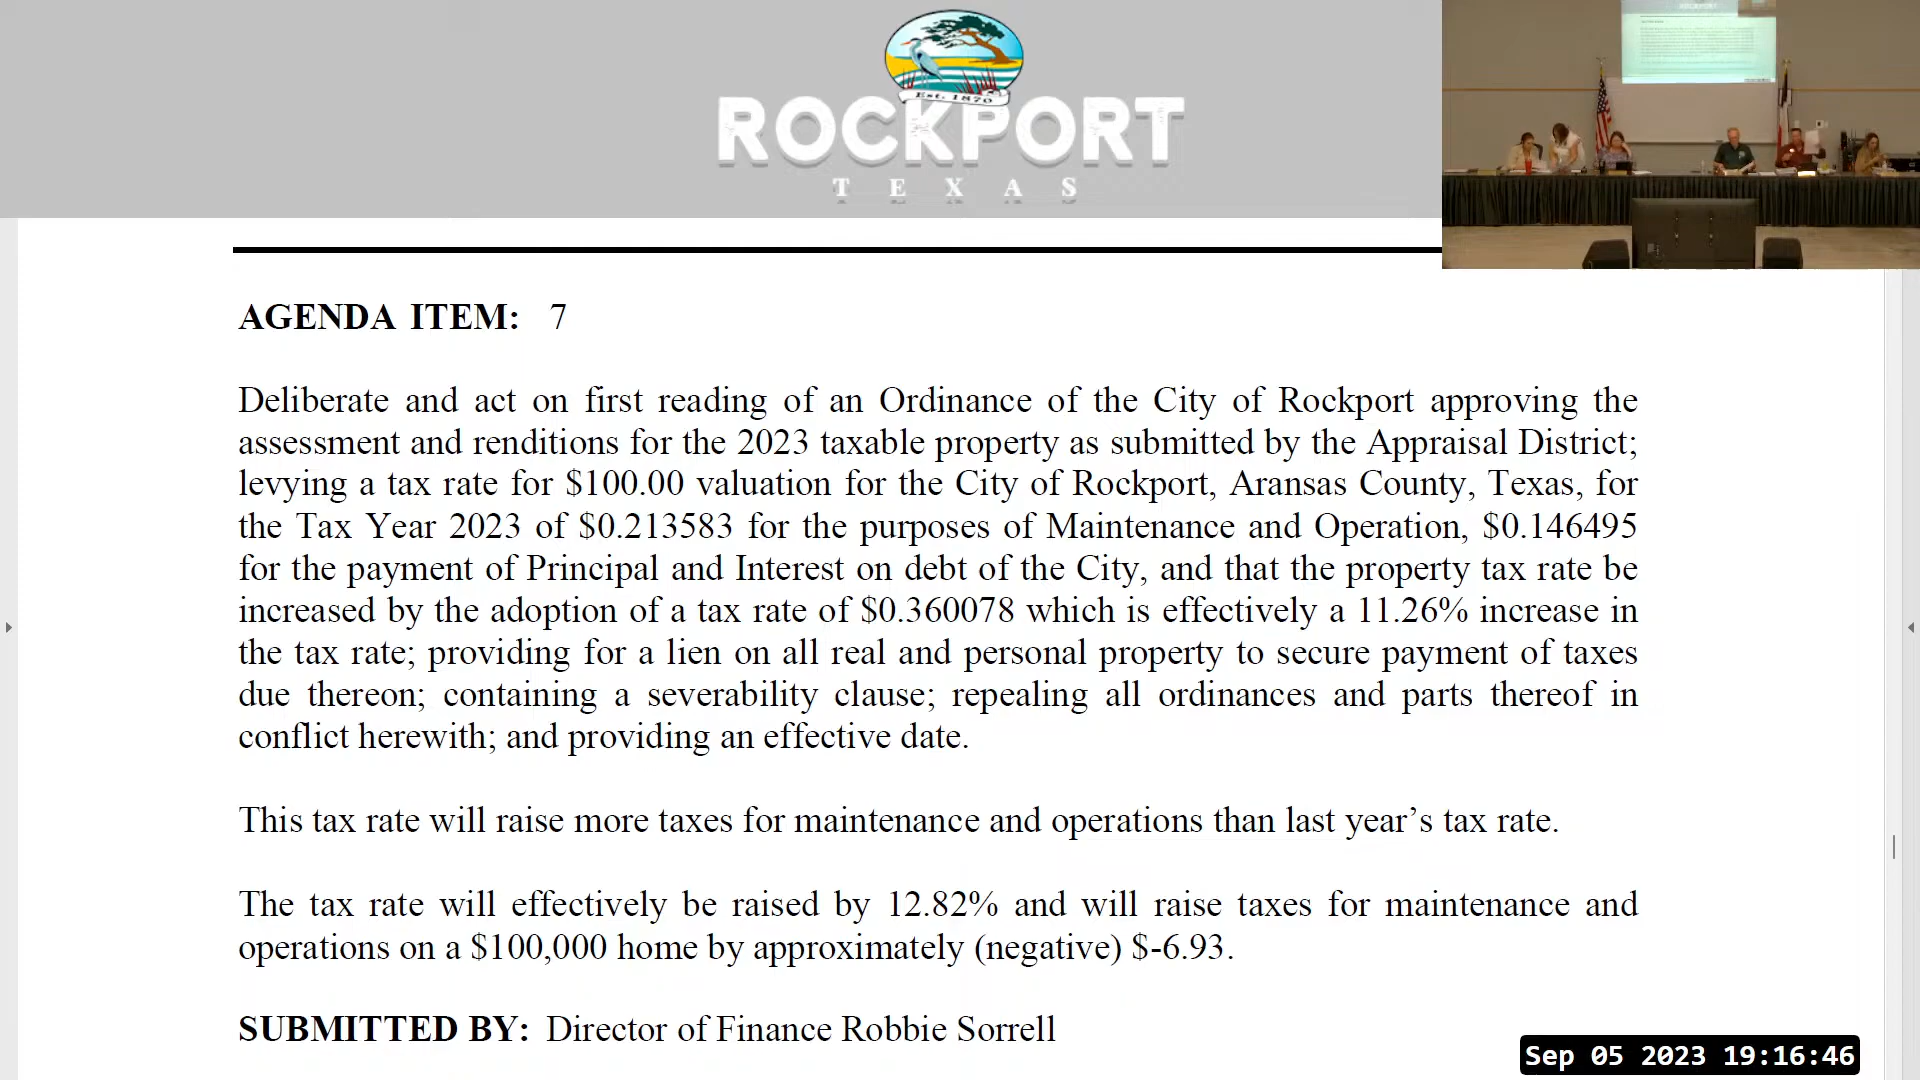 Est. 1870
ROCKPORT
TEXAS
AGENDA ITEM: 7
Deliberate and act on first reading of an Ordinance of the City of Rockport approving the
assessment and renditions for the 2023 taxable property as submitted by the Appraisal District;
levying a tax rate for $100.00 valuation for the City of Rockport, Aransas County, Texas, for
the Tax Year 2023 of $0.213583 for the purposes of Maintenance and Operation, $0.146495
for the payment of Principal and Interest on debt of the City, and that the property tax rate be
increased by the adoption of a tax rate of $0.360078 which is effectively a 11.26% increase in
the tax rate; providing for a lien on all real and personal property to secure payment of taxes
due thereon; containing a severability clause; repealing all ordinances and parts thereof in
conflict herewith; and providing an effective date.
This tax rate will raise more taxes for maintenance and operations than last year’s tax rate.
The tax rate will effectively be raised by 12.82% and will raise taxes for maintenance and
operations on a $100,000 home by approximately (negative) $-6.93.
SUBMITTED BY: Director of Finance Robbie Sorrell
Sep 05 2023 19:16:46